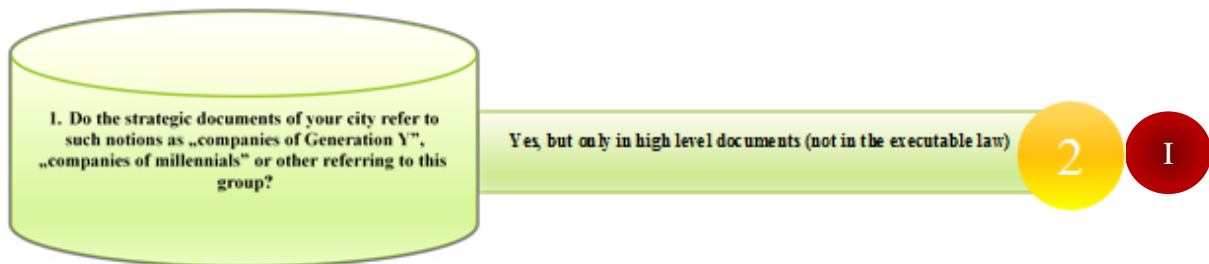 1. Do the strategic documents of your city refer to
such notions as „companies of Generation Y”,
„companies of millennials” or other referring to this
group?
Yes, but only in high level documents (not in the executable law)
2
I